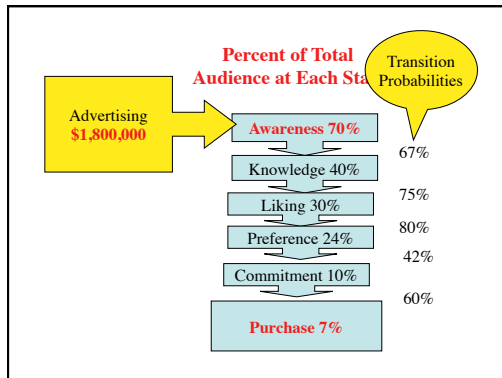 Percent of Total
Audience at Each Sta
Transition
Probabilities
Advertising
$1,800,000
Awareness 70%
67%
Knowledge 40%
75%
Liking 30%
80%
Preference 24%
42%
Commitment 10%
60%
Purchase 7%